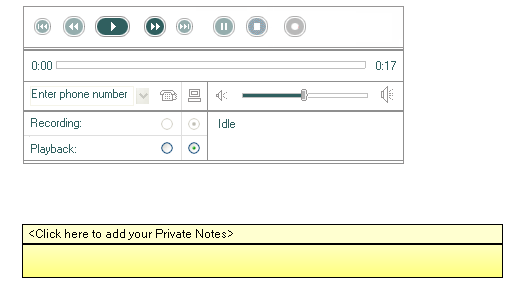 0:00 0:17
Enter phone number
Recording: Idle
Playback:
<Click here to add your Private Notes>